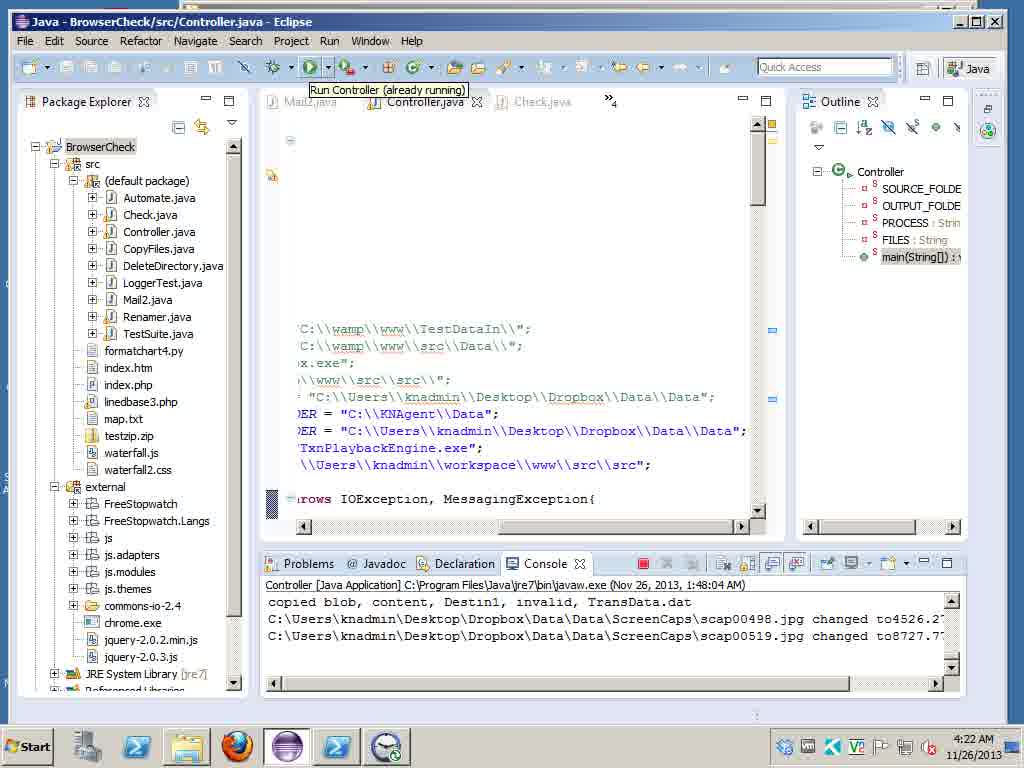 Java - BrowserCheck/src/Controller.java - Eclipse
File Edit Source Refactor Navigate Search Project Run Window Help
Quick Access
Java
Run Controller (already running)
Package Explorer
Mail2.java
Controller.java
Check.java
4
Outline
BrowserCheck
src
(default package)
Automate.java
Check.java
Controller.java
CopyFiles.java
DeleteDirectory.java
LoggerTest.java
Mail2.java
Renamer.java
TestSuite.java
formatchart4.py
index.htm
index.php
linedbase3.php
map.txt
testzip.zip
waterfall.js
waterfall2.css
external
FreeStopwatch
FreeStopwatch.Langs
js
js.adapters
js.modules
js.themes
commons-io-2.4
chrome.exe
jquery-2.0.2.min.js
jquery-2.0.3.js
JRE System Library [jre7]
Referenced Libraries
'C:\\wamp\\www\\TestDataIn\\";
'C:\\wamp\\www\\src\\Data\\";
x.exe";
\\www\\src\\src\\";
= "C:\\Users\\knadmin\\Desktop\\Dropbox\\Data\\Data";
DER = "C:\\KNAgent\\Data";
DER = "C:\\Users\\knadmin\\Desktop\\Dropbox\\Data\\Data";
TxnPlaybackEngine.exe";
\\Users\\knadmin\\workspace\\www\\src\\src";
rows IOException, MessagingException{
Controller
SOURCE_FOLDE
OUTPUT_FOLDE
PROCESS : Strin
FILES : String
main(String[]) : v
Problems
@ Javadoc
Declaration
Console
Controller [Java Application] C:\Program Files\Java\jre7\bin\javaw.exe (Nov 26, 2013, 1:48:04 AM)
copied blob, content, Destin1, invalid, TransData.dat
C:\Users\knadmin\Desktop\Dropbox\Data\Data\ScreenCaps\scap00498.jpg changed to4526.27
C:\Users\knadmin\Desktop\Dropbox\Data\Data\ScreenCaps\scap00519.jpg changed to8727.77
Start
4:22 AM
11/26/2013